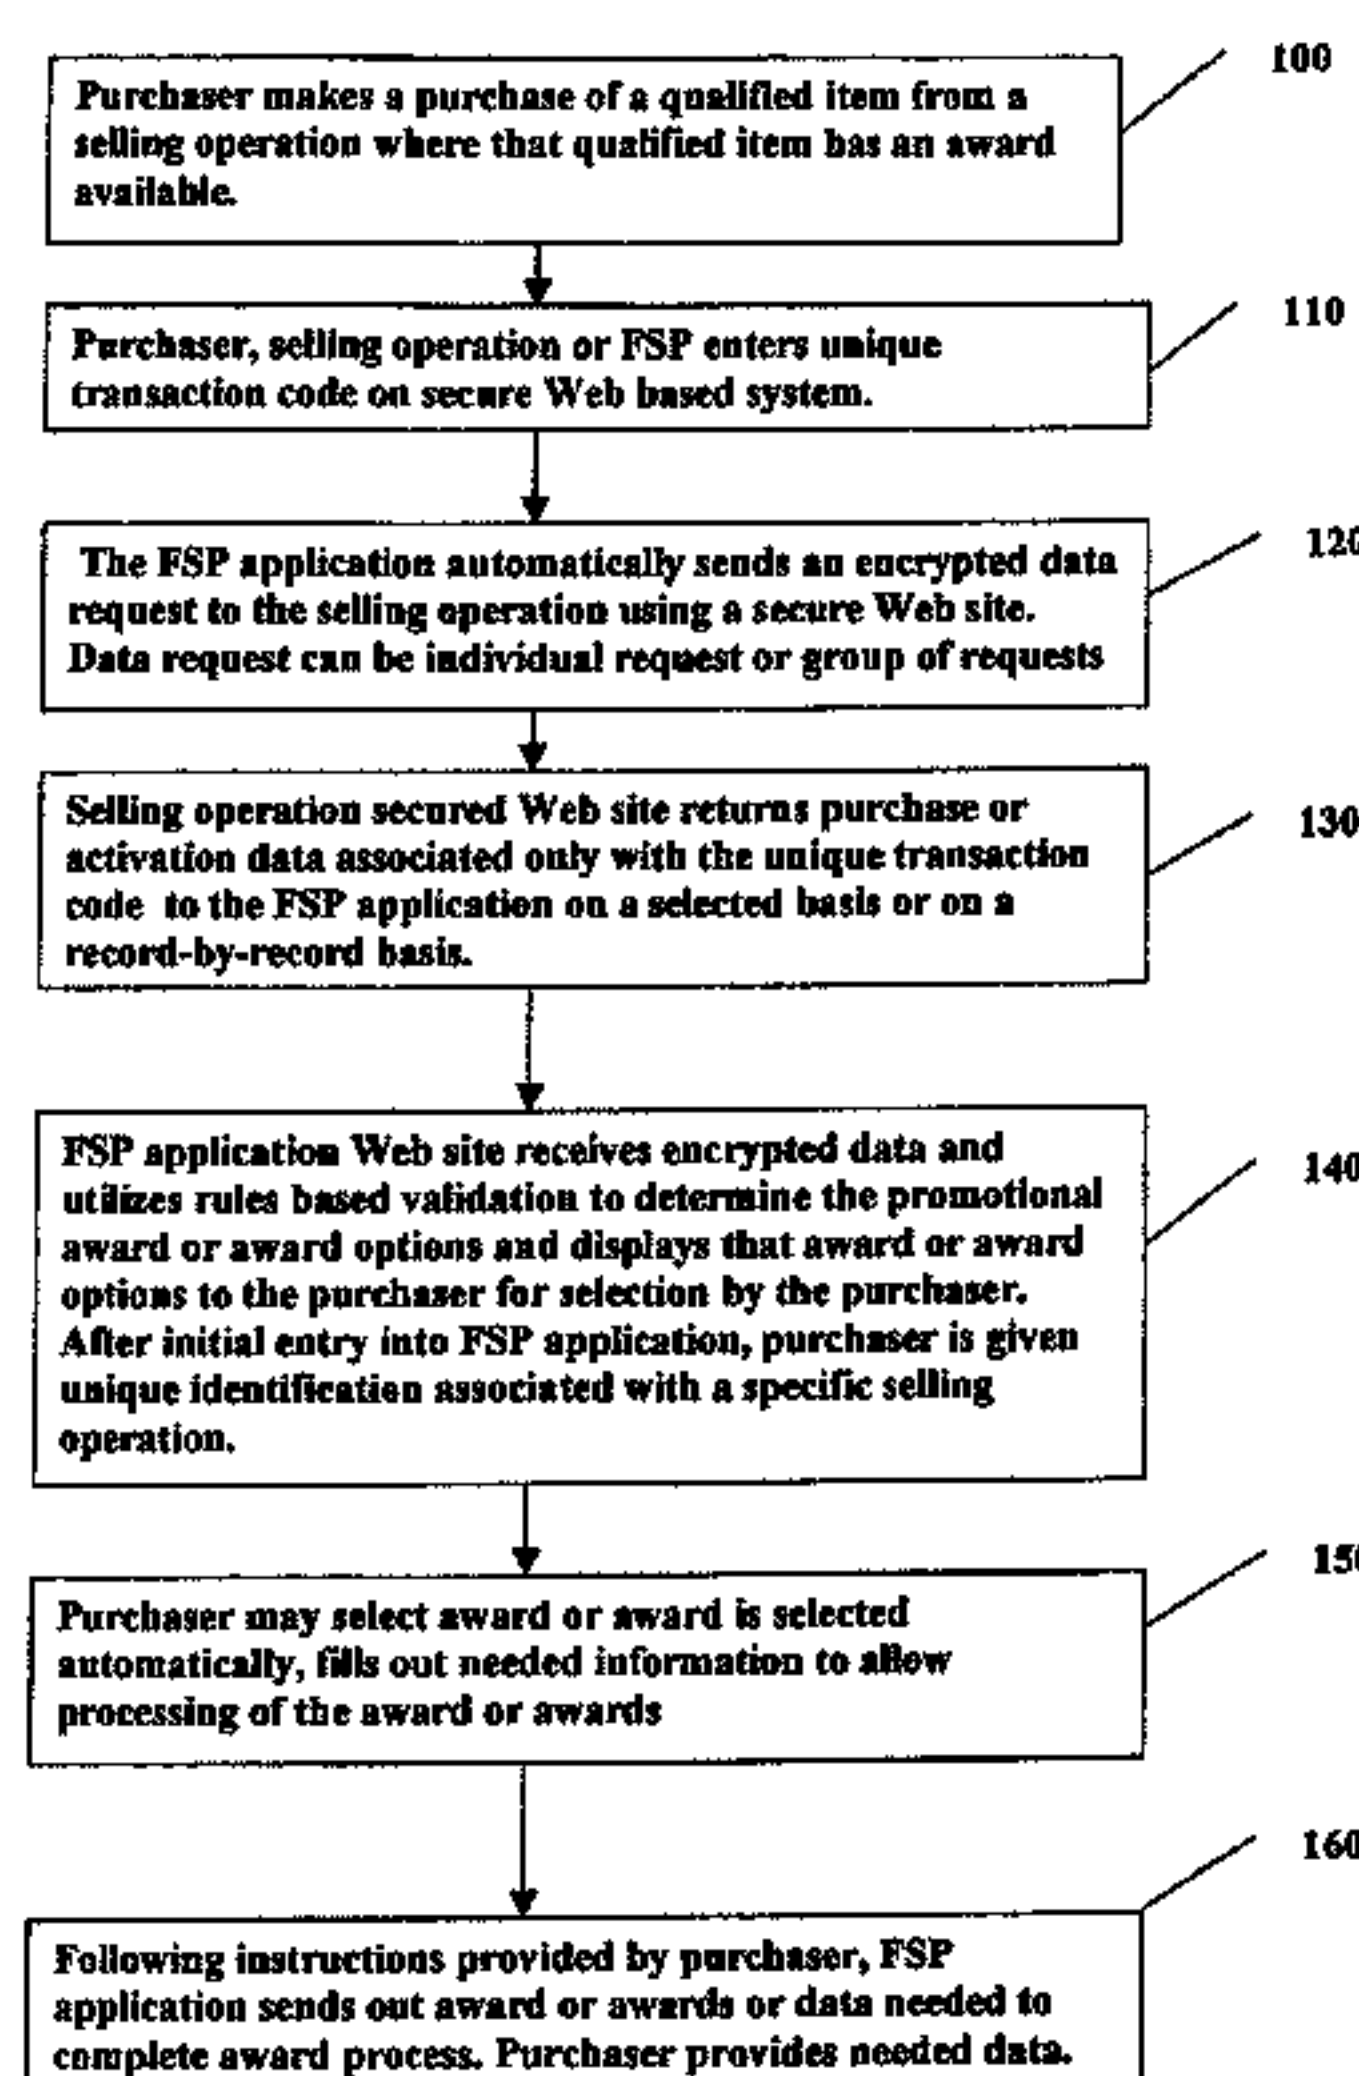 100
Purchaser makes a purchase of a qualified item from a
selling operation where that qualified item has an award
available.
110
Purchaser, selling operation or FSP enters unique
transaction code on secure Web based system.
120
The FSP application automatically sends an encrypted data
request to the selling operation using a secure Web site.
Data request can be individual request or group of requests
130
Selling operation secured Web site returns purchase or
activation data associated only with the unique transaction
code to the FSP application on a selected basis or on a
record-by-record basis.
140
FSP application Web site receives encrypted data and
utilizes rules based validation to determine the promotional
award or award options and displays that award or award
options to the purchaser for selection by the purchaser.
After initial entry into FSP application, purchaser is given
unique identification associated with a specific selling
operation.
150
Purchaser may select award or award is selected
automatically, fills out needed information to allow
processing of the award or awards
160
Following instructions provided by purchaser, FSP
application sends out award or awards or data needed to
complete award process. Purchaser provides needed data.